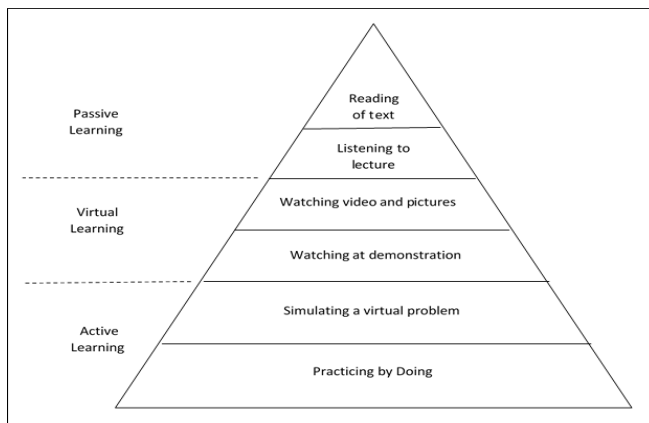 Reading
of text
Passive
Learning
Listening to
lecture
Watching video and pictures
Virtual
Learning
Watching at demonstration
Simulating a virtual problem
Active
Learning
Practicing by Doing